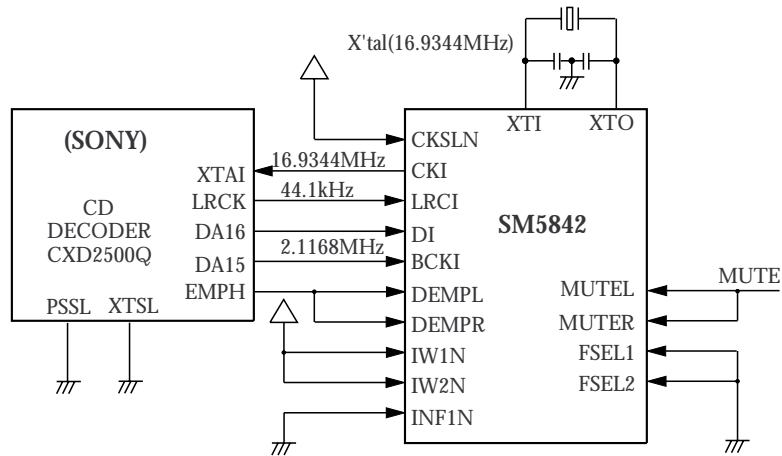 X'tal(16.9344MHz)
XTI
XTO
(SONY)
CD
DECODER
CXD2500Q
XTAI
LRCK
DA16
DA15
EMPH
PSSL
XTSL
16.9344MHz
44.1kHz
2.1168MHz
CKSLN
CKI
LRCI
DI
BCKI
DEMPL
DEMPR
IW1N
IW2N
INF1N
SM5842
MUTEL
MUTER
FSEL1
FSEL2
MUTE